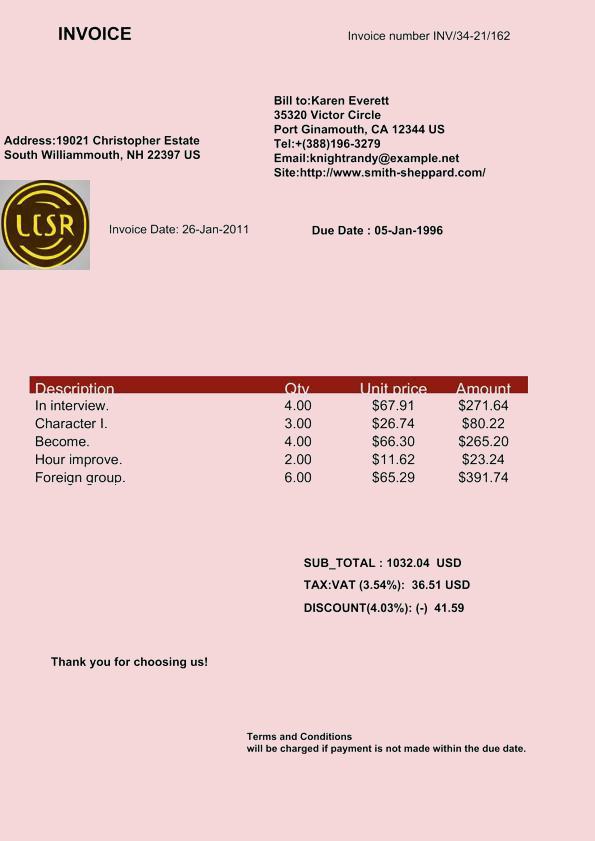 INVOICE
Invoice number INV/34-21/162
Bill to:Karen Everett
35320 Victor Circle
Port Ginamouth, CA 12344 US
Tel:+(388)196-3279
Email:knightrandy@example.net
Site:http://www.smith-sheppard.com/
Address:19021 Christopher Estate
South Williammouth, NH 22397 US
LCSR
Invoice Date: 26-Jan-2011
Due Date : 05-Jan-1996
Description Qty Unit price Amount
In interview. 4.00 $67.91 $271.64
Character I. 3.00 $26.74 $80.22
Become. 4.00 $66.30 $265.20
Hour improve. 2.00 $11.62 $23.24
Foreign group. 6.00 $65.29 $391.74
SUB_TOTAL : 1032.04 USD
TAX:VAT (3.54%): 36.51 USD
DISCOUNT(4.03%): (-) 41.59
Thank you for choosing us!
Terms and Conditions
will be charged if payment is not made within the due date.